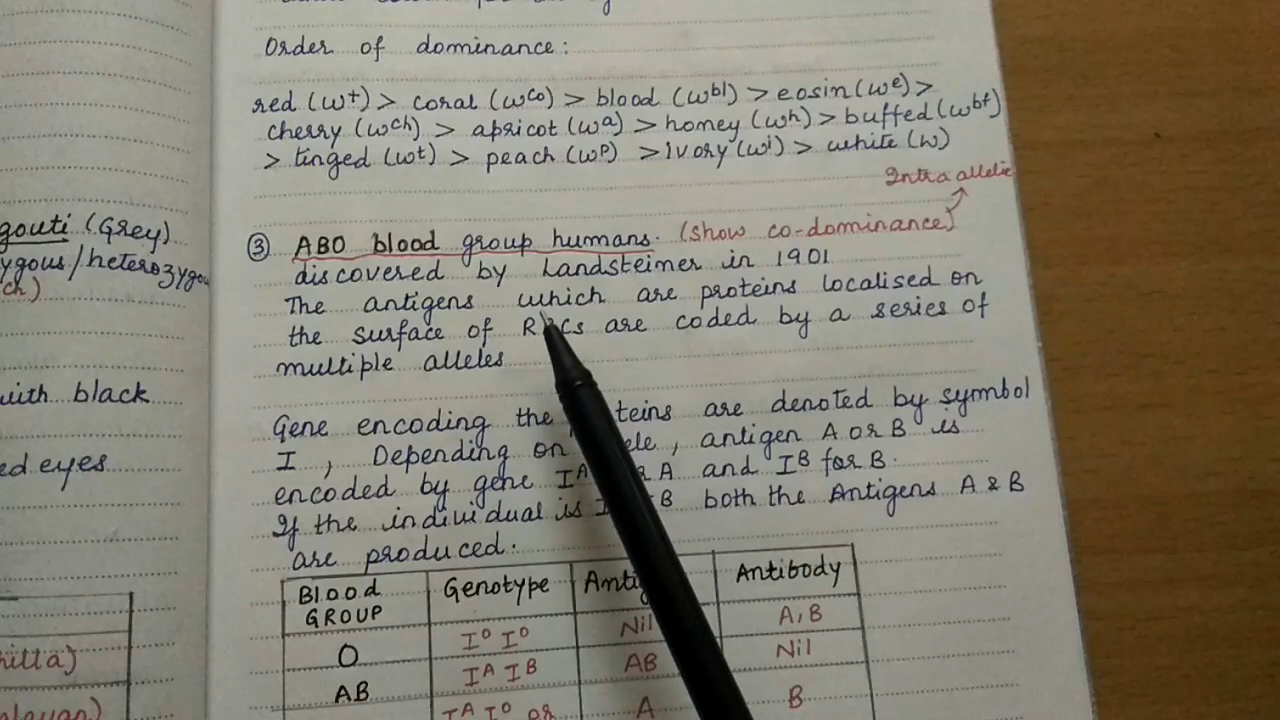 gouti (Grey)
ygous/heterozygou
ch)
with black
ed eyes
hilla)
alayan)
Order of dominance:
red (w+) > coral (wco) > blood (wbl) > eosin (we) >
cherry (wch) > apricot (wa) > honey (wh) > buffed (wbf)
> tinged (wt) > peach (wp) > ivory (wi) > white (w)
Intra allelic
③ ABO blood group humans. (show co-dominance)
discovered by Landsteiner in 1901
The antigens which are proteins localised on
the surface of RBCs are coded by a series of
multiple alleles
Gene encoding the teins are denoted by symbol
I, Depending on ele, antigen A or B is
encoded by gene IA A and IB for B.
If the individual is I B both the Antigens A & B
are produced.
Blood GROUP Genotype Anti Antibody
O IO IO Nil A, B
AB IA IB AB Nil
IA IO or A B